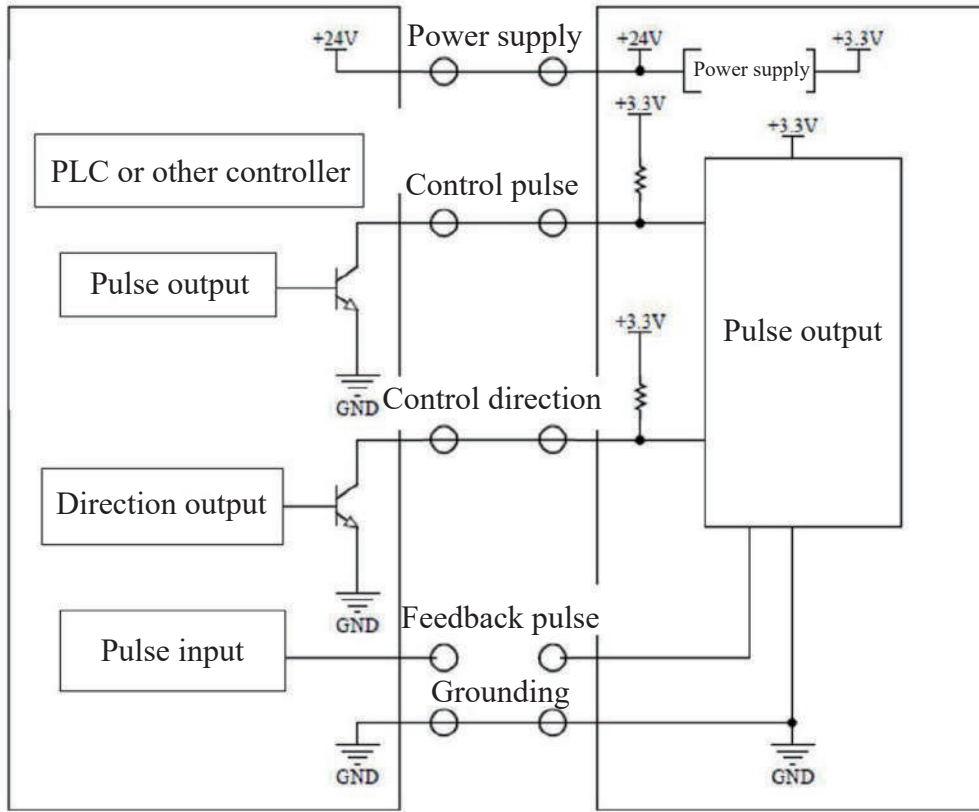 +24V
Power supply
+24V
Power supply
+3.3V
+3.3V
+3.3V
PLC or other controller
Control pulse
Pulse output
Pulse output
+3.3V
GND
Control direction
Direction output
GND
Feedback pulse
Pulse input
Grounding
GND
GND